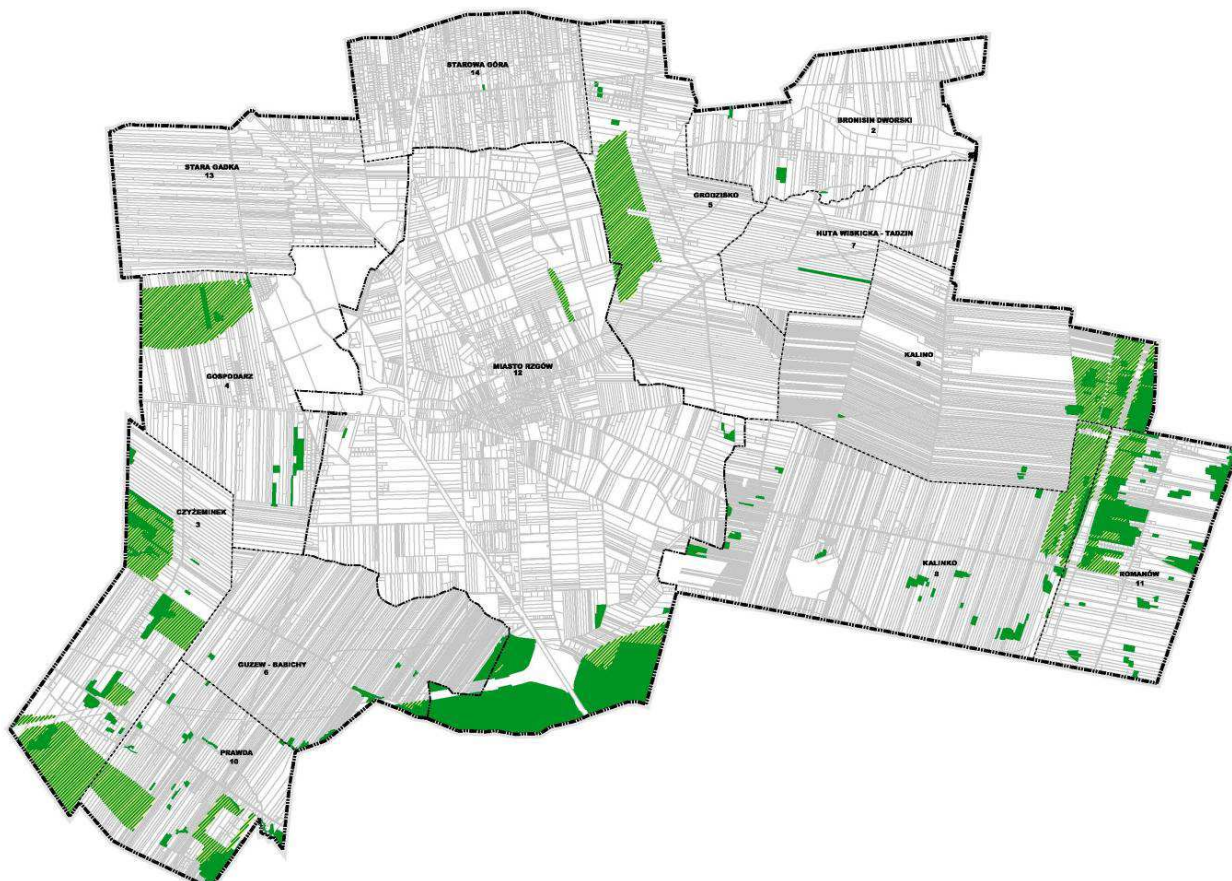 STAROWA GÓRA
14
BRONISIN DWORSKI
2
STARA GADKA
13
GRODZISKO
5
HUTA WISKICKA - TADZIN
7
KALINO
9
MIASTO RZGÓW
12
GOSPODARZ
4
CZYŻEMINEK
3
KALINKO
8
ROMANÓW
11
GUZEW - BABICHY
6
PRAWDA
10